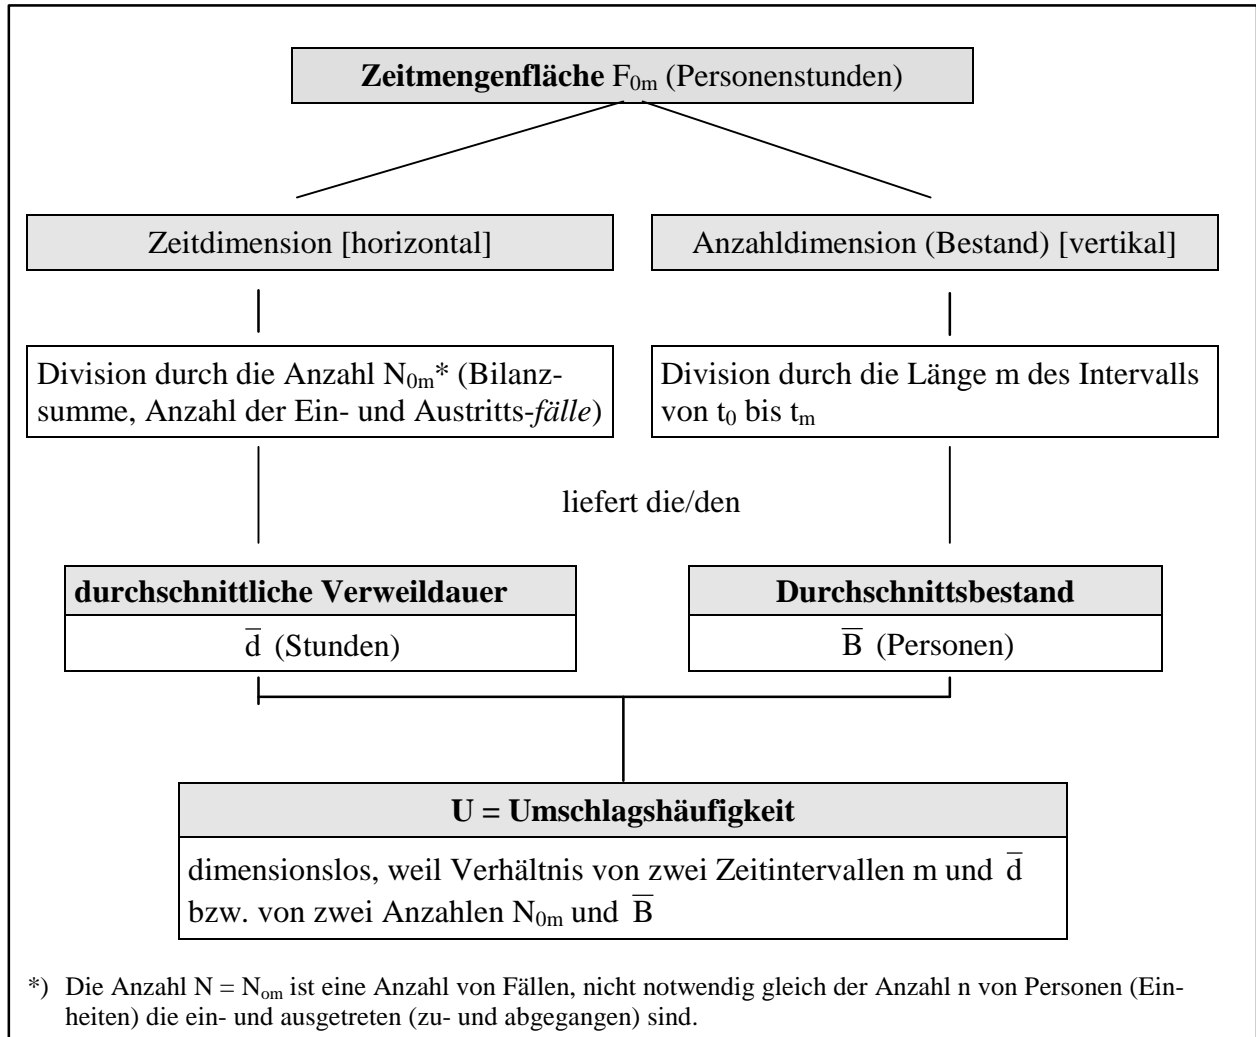 Zeitmengenfläche F₀ₘ (Personenstunden)
Zeitdimension [horizontal]
Anzahldimension (Bestand) [vertikal]
Division durch die Anzahl N₀ₘ* (Bilanz-
summe, Anzahl der Ein- und Austritts-fälle)
Division durch die Länge m des Intervalls
von t₀ bis tₘ
liefert die/den
durchschnittliche Verweildauer
d̅ (Stunden)
Durchschnittsbestand
B̅ (Personen)
U = Umschlagshäufigkeit
dimensionslos, weil Verhältnis von zwei Zeitintervallen m und d̅
bzw. von zwei Anzahlen N₀ₘ und B̅
*) Die Anzahl N = Nₒₘ ist eine Anzahl von Fällen, nicht notwendig gleich der Anzahl n von Personen (Ein-
heiten) die ein- und ausgetreten (zu- und abgegangen) sind.